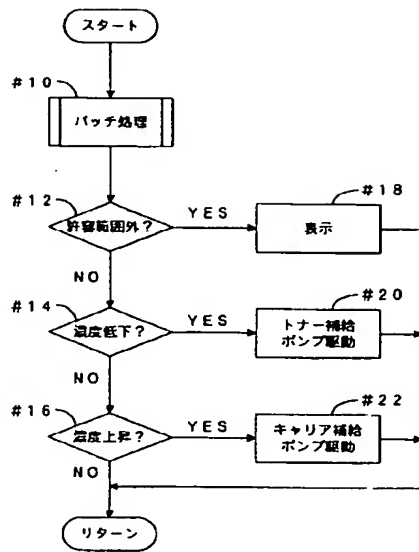 スタート
#10
パッチ処理
#12
許容範囲外?
YES
#18
表示
NO
#14
濃度低下?
YES
#20
トナー補給
ポンプ駆動
NO
#16
濃度上昇?
YES
#22
キャリア補給
ポンプ駆動
NO
リターン